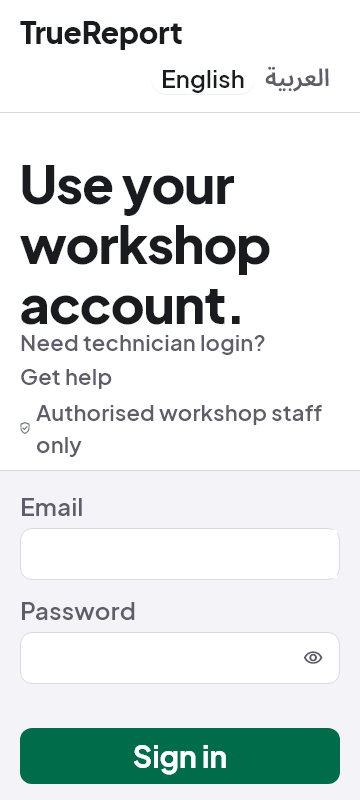 TrueReport
English
العربية
Use your
workshop
account.
Need technician login?
Get help
Authorised workshop staff
only
Email
Password
Sign in